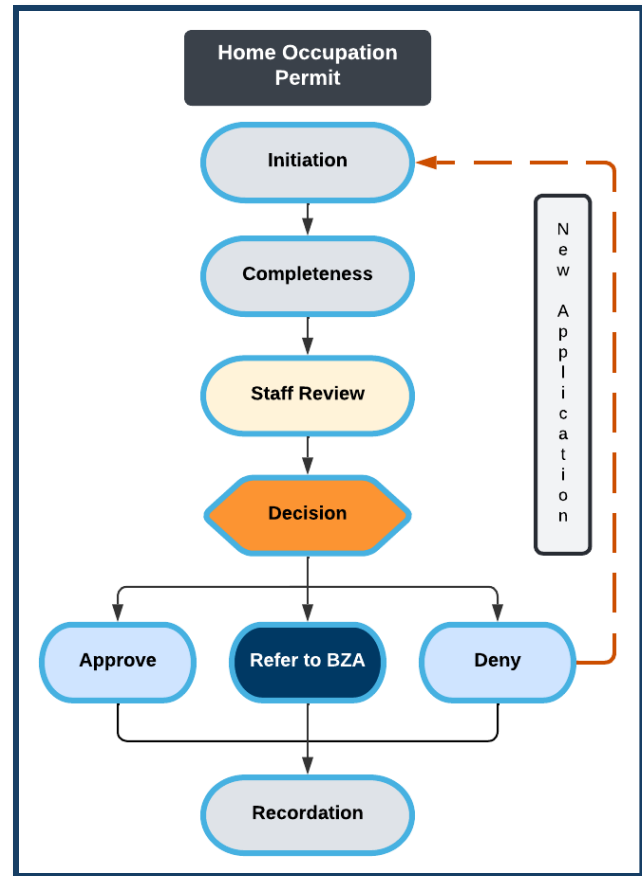 Home Occupation
Permit
Initiation
Completeness
Staff Review
Decision
Approve
Refer to BZA
Deny
Recordation
New Application